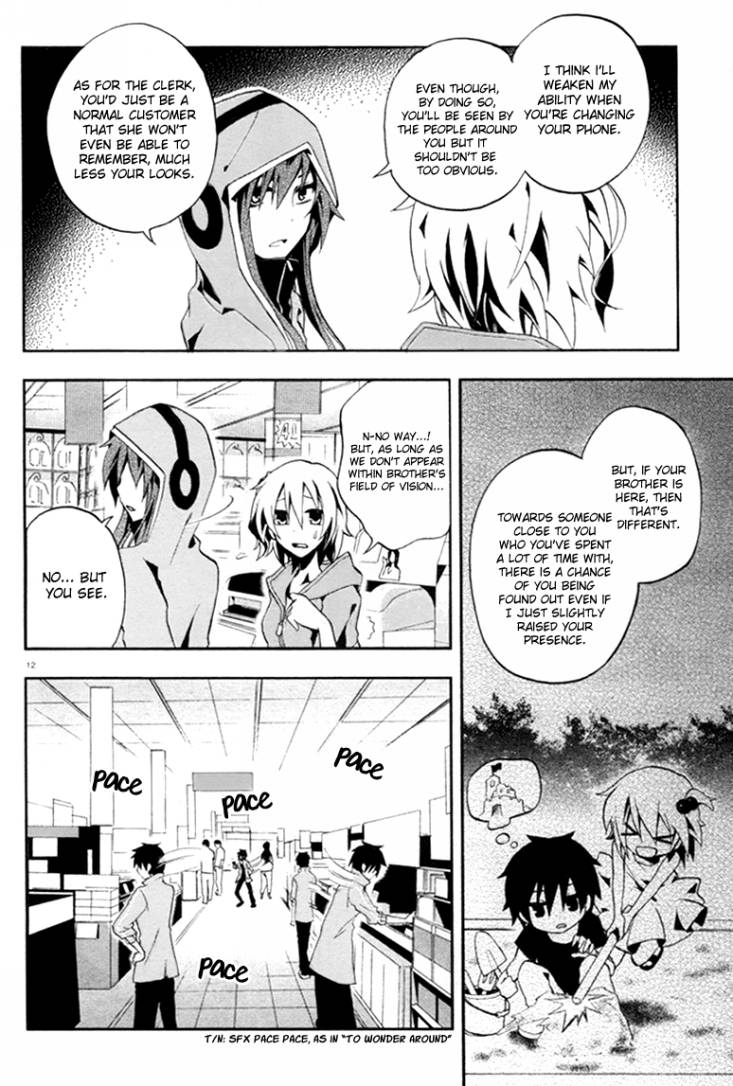 I THINK I'LL
WEAKEN MY
ABILITY WHEN
YOU'RE CHANGING
YOUR PHONE.
EVEN THOUGH,
BY DOING SO,
YOU'LL BE SEEN BY
THE PEOPLE AROUND
YOU BUT IT
SHOULDN'T BE
TOO OBVIOUS.
AS FOR THE CLERK,
YOU'D JUST BE A
NORMAL CUSTOMER
THAT SHE WON'T
EVEN BE ABLE TO
REMEMBER, MUCH
LESS YOUR LOOKS.
BUT, IF YOUR
BROTHER
IS HERE, THEN
THAT'S
DIFFERENT.
TOWARDS SOMEONE
CLOSE TO YOU
WHO YOU'VE SPENT
A LOT OF TIME WITH,
THERE IS A CHANCE
OF YOU BEING
FOUND OUT EVEN IF
I JUST SLIGHTLY
RAISED YOUR
PRESENCE.
N-NO WAY...!
BUT, AS LONG AS
WE DON'T APPEAR
WITHIN BROTHER'S
FIELD OF VISION...
NO... BUT
YOU SEE.
12
PACE
PACE
PACE
PACE
T/N: SFX PACE PACE, AS IN "TO WONDER AROUND"